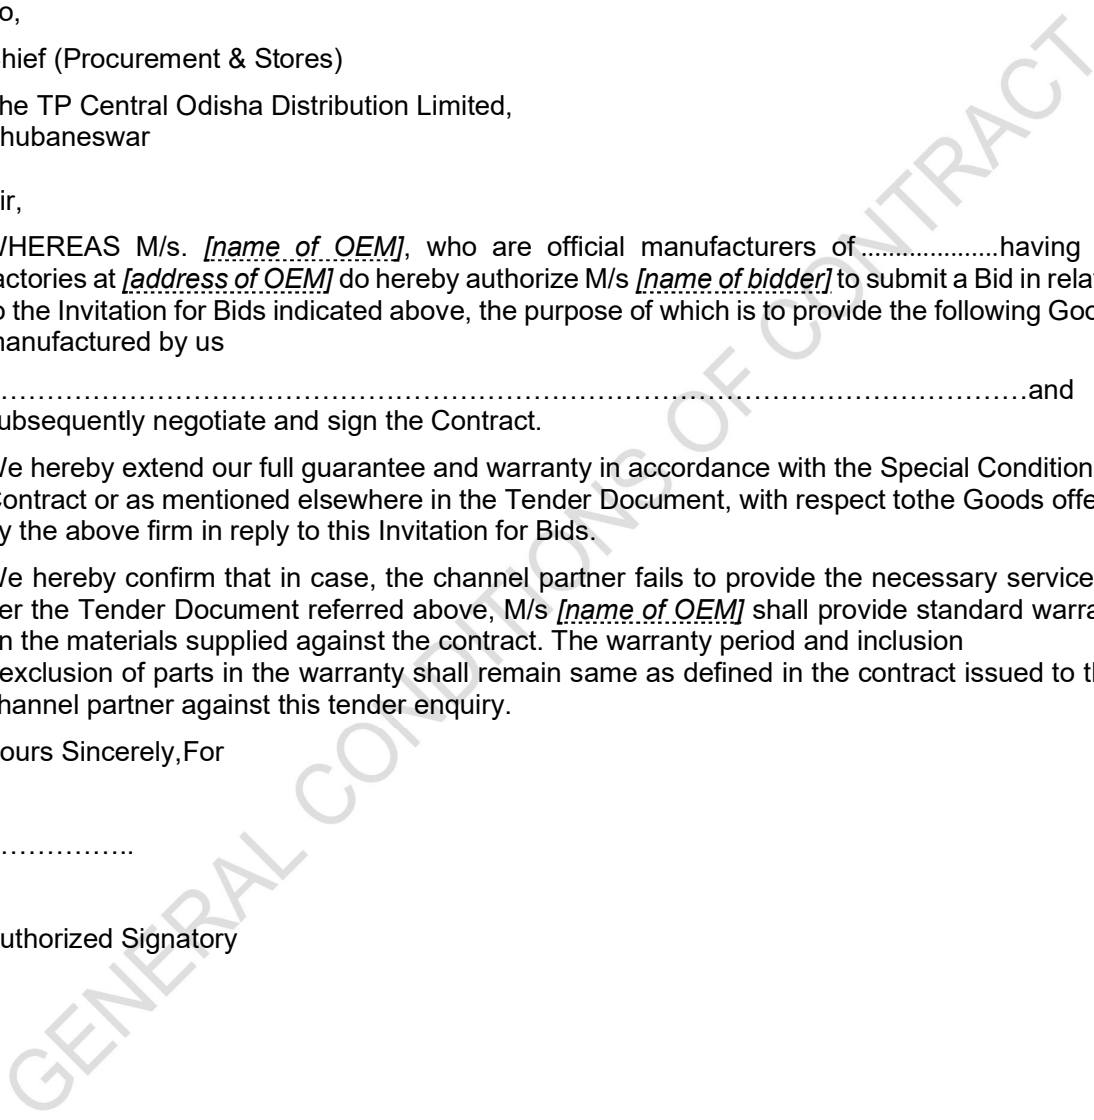 o,
hief (Procurement & Stores)
he TP Central Odisha Distribution Limited,
hubaneswar
ir,
WHEREAS M/s. [name of OEM], who are official manufacturers of....................having
actories at [address of OEM] do hereby authorize M/s [name of bidder] to submit a Bid in rela
o the Invitation for Bids indicated above, the purpose of which is to provide the following Goo
manufactured by us
…………………………………………………………………………………………………………and
ubsequently negotiate and sign the Contract.
We hereby extend our full guarantee and warranty in accordance with the Special Condition
Contract or as mentioned elsewhere in the Tender Document, with respect tothe Goods offe
y the above firm in reply to this Invitation for Bids.
We hereby confirm that in case, the channel partner fails to provide the necessary service
er the Tender Document referred above, M/s [name of OEM] shall provide standard warra
n the materials supplied against the contract. The warranty period and inclusion
exclusion of parts in the warranty shall remain same as defined in the contract issued to t
hannel partner against this tender enquiry.
ours Sincerely,For
……………..
uthorized Signatory
GENERAL CONDITIONS OF CONTRACT